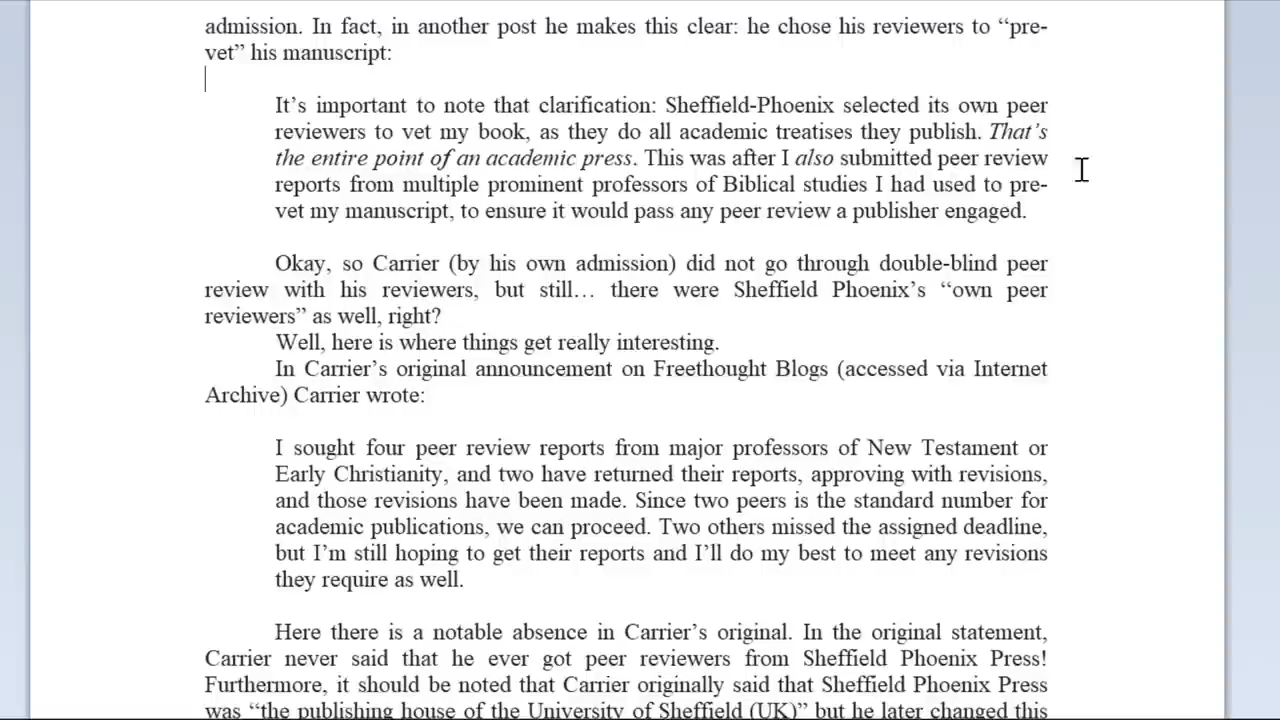 admission. In fact, in another post he makes this clear: he chose his reviewers to “pre-
vet” his manuscript:
It’s important to note that clarification: Sheffield-Phoenix selected its own peer
reviewers to vet my book, as they do all academic treatises they publish. That’s
the entire point of an academic press. This was after I also submitted peer review
reports from multiple prominent professors of Biblical studies I had used to pre-
vet my manuscript, to ensure it would pass any peer review a publisher engaged.
Okay, so Carrier (by his own admission) did not go through double-blind peer
review with his reviewers, but still… there were Sheffield Phoenix’s “own peer
reviewers” as well, right?
Well, here is where things get really interesting.
In Carrier’s original announcement on Freethought Blogs (accessed via Internet
Archive) Carrier wrote:
I sought four peer review reports from major professors of New Testament or
Early Christianity, and two have returned their reports, approving with revisions,
and those revisions have been made. Since two peers is the standard number for
academic publications, we can proceed. Two others missed the assigned deadline,
but I’m still hoping to get their reports and I’ll do my best to meet any revisions
they require as well.
Here there is a notable absence in Carrier’s original. In the original statement,
Carrier never said that he ever got peer reviewers from Sheffield Phoenix Press!
Furthermore, it should be noted that Carrier originally said that Sheffield Phoenix Press
was “the publishing house of the University of Sheffield (UK)” but he later changed this